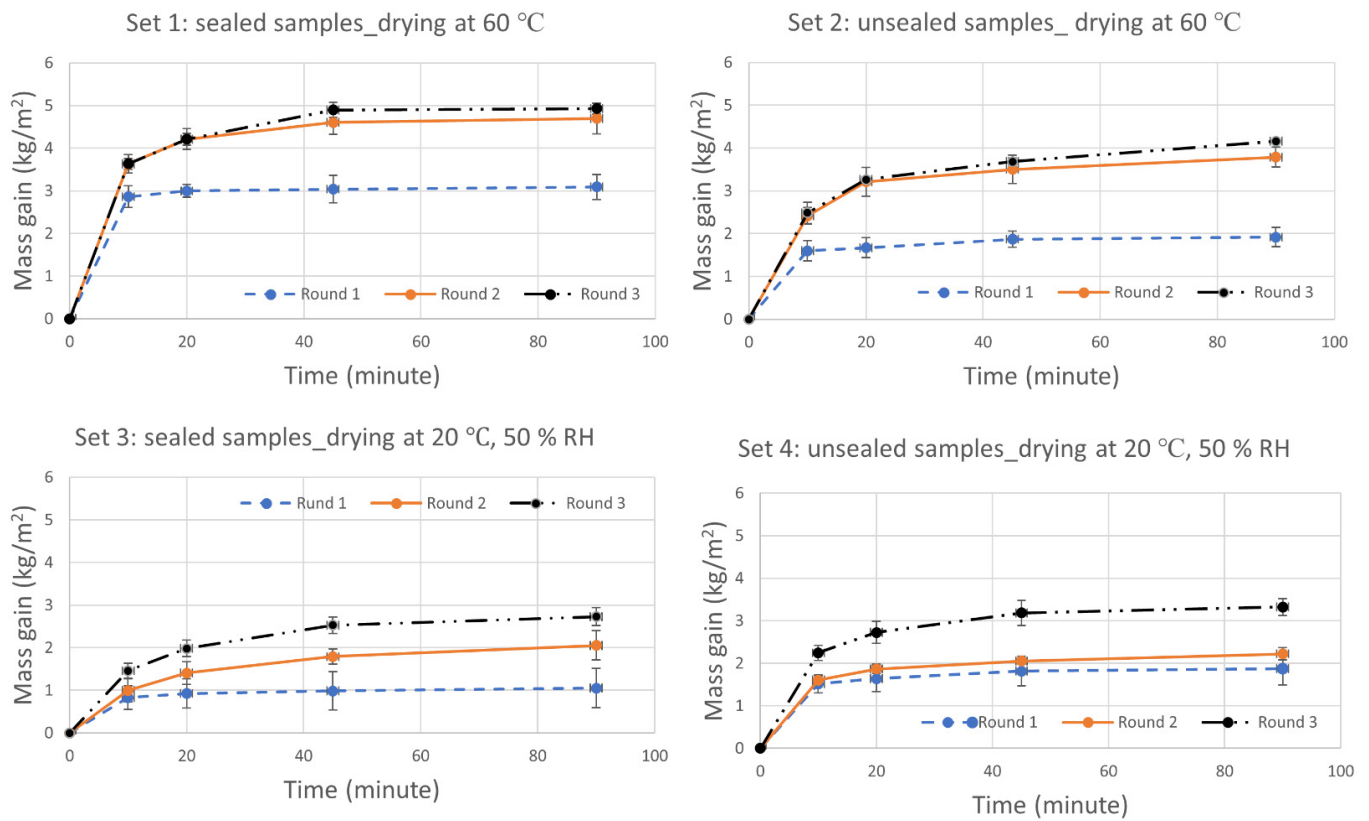 Set 1: sealed samples_drying at 60 ℃
Mass gain (kg/m²)
6
5
4
3
2
1
0
Round 1 Round 2 Round 3
0 20 40 60 80 100
Time (minute)
Set 2: unsealed samples_ drying at 60 ℃
Mass gain (kg/m²)
6
5
4
3
2
1
0
Round 1 Round 2 Round 3
0 20 40 60 80 100
Time (minute)
Set 3: sealed samples_drying at 20 ℃, 50 % RH
Mass gain (kg/m²)
6
5
4
3
2
1
0
Rund 1 Round 2 Round 3
0 20 40 60 80 100
Time (minute)
Set 4: unsealed samples_drying at 20 ℃, 50 % RH
Mass gain (kg/m²)
6
5
4
3
2
1
0
Round 1 Round 2 Round 3
0 20 40 60 80 100
Time (minute)